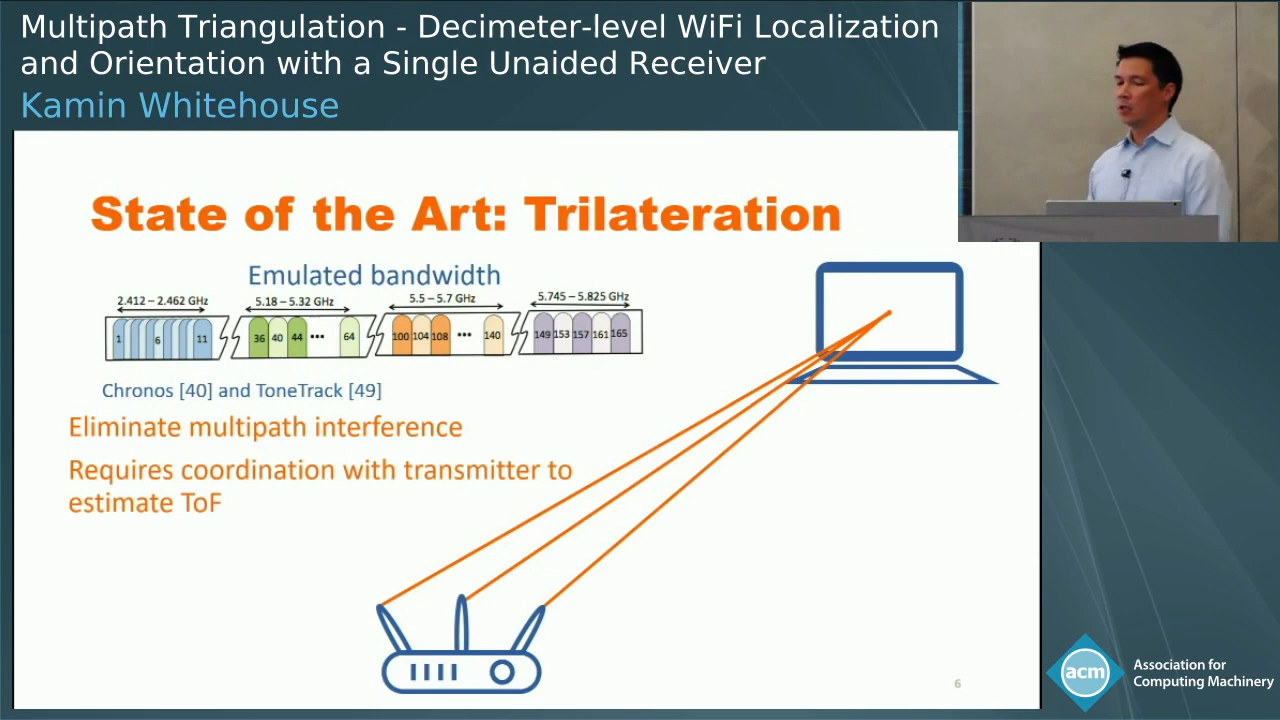 Multipath Triangulation - Decimeter-level WiFi Localization
and Orientation with a Single Unaided Receiver
Kamin Whitehouse
State of the Art: Trilateration
Emulated bandwidth
2.412 – 2.462 GHz
5.18 – 5.32 GHz
5.5 – 5.7 GHz
5.745 – 5.825 GHz
1 6 11 36 40 44 ••• 64 100 104 108 ••• 140 149 153 157 161 165
Chronos [40] and ToneTrack [49]
Eliminate multipath interference
Requires coordination with transmitter to
estimate ToF
6
acm
Association for
Computing Machinery